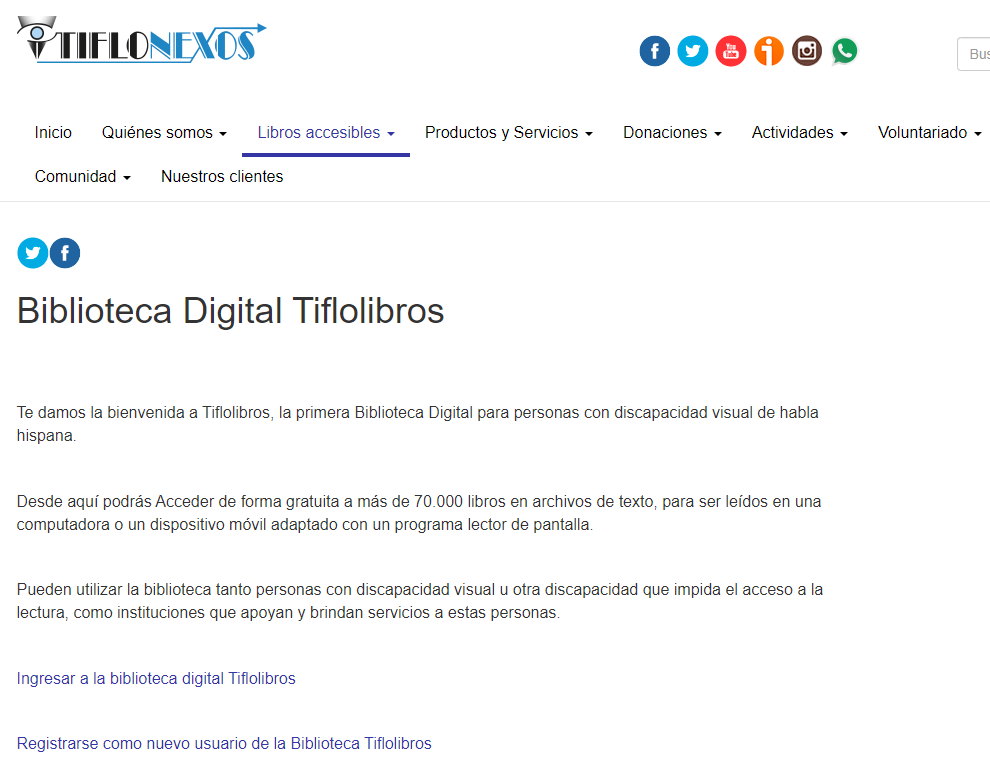 TIFLONEXOS
Bus
Inicio Quiénes somos Libros accesibles Productos y Servicios Donaciones Actividades Voluntariado
Comunidad Nuestros clientes
Biblioteca Digital Tiflolibros
Te damos la bienvenida a Tiflolibros, la primera Biblioteca Digital para personas con discapacidad visual de habla
hispana.
Desde aquí podrás Acceder de forma gratuita a más de 70.000 libros en archivos de texto, para ser leídos en una
computadora o un dispositivo móvil adaptado con un programa lector de pantalla.
Pueden utilizar la biblioteca tanto personas con discapacidad visual u otra discapacidad que impida el acceso a la
lectura, como instituciones que apoyan y brindan servicios a estas personas.
Ingresar a la biblioteca digital Tiflolibros
Registrarse como nuevo usuario de la Biblioteca Tiflolibros